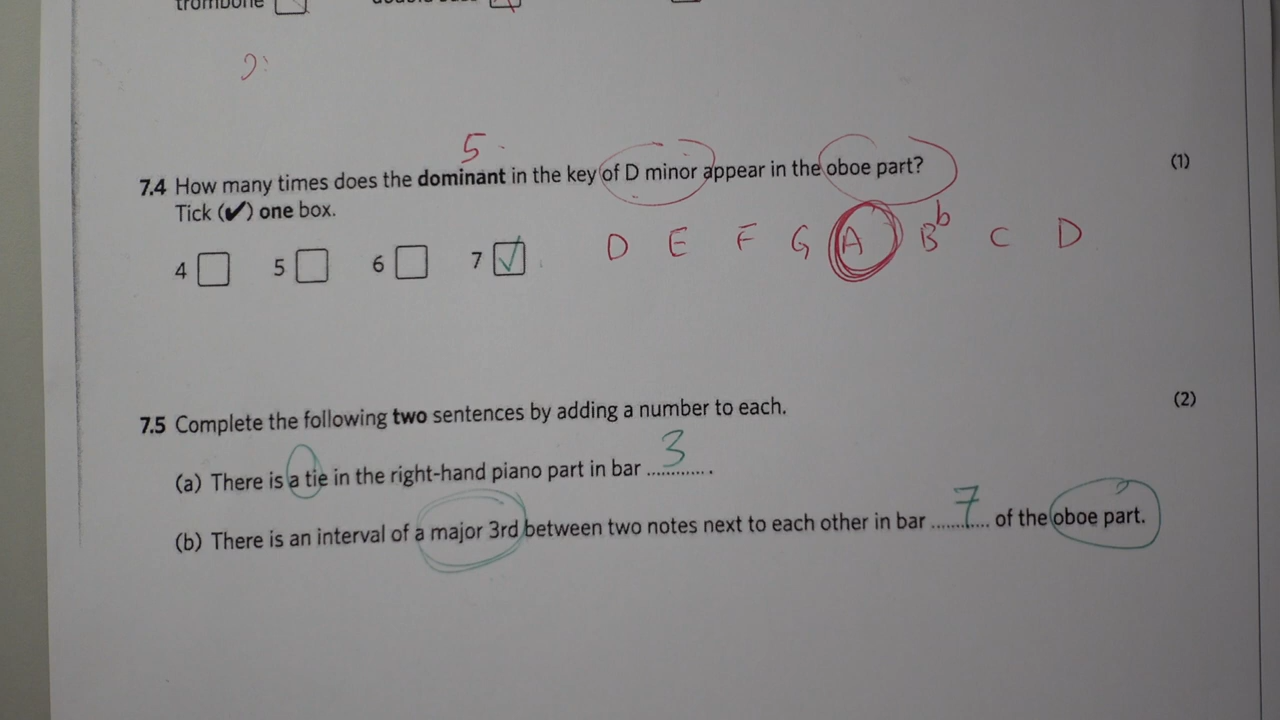 trombone
5
7.4 How many times does the dominant in the key of D minor appear in the oboe part? (1)
Tick (✔) one box.
D E F G A B b C D
4 5 6 7 ✓
7.5 Complete the following two sentences by adding a number to each. (2)
(a) There is a tie in the right-hand piano part in bar 3 ............ .
(b) There is an interval of a major 3rd between two notes next to each other in bar 7 ........... of the oboe part.